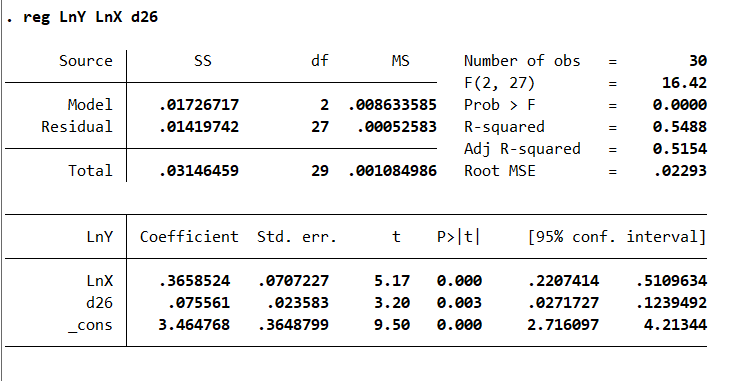 . reg LnY LnX d26
Source SS df MS Number of obs = 30
F(2, 27) = 16.42
Model .01726717 2 .008633585 Prob > F = 0.0000
Residual .01419742 27 .00052583 R-squared = 0.5488
Adj R-squared = 0.5154
Total .03146459 29 .001084986 Root MSE = .02293
LnY Coefficient Std. err. t P>|t| [95% conf. interval]
LnX .3658524 .0707227 5.17 0.000 .2207414 .5109634
d26 .075561 .023583 3.20 0.003 .0271727 .1239492
_cons 3.464768 .3648799 9.50 0.000 2.716097 4.21344